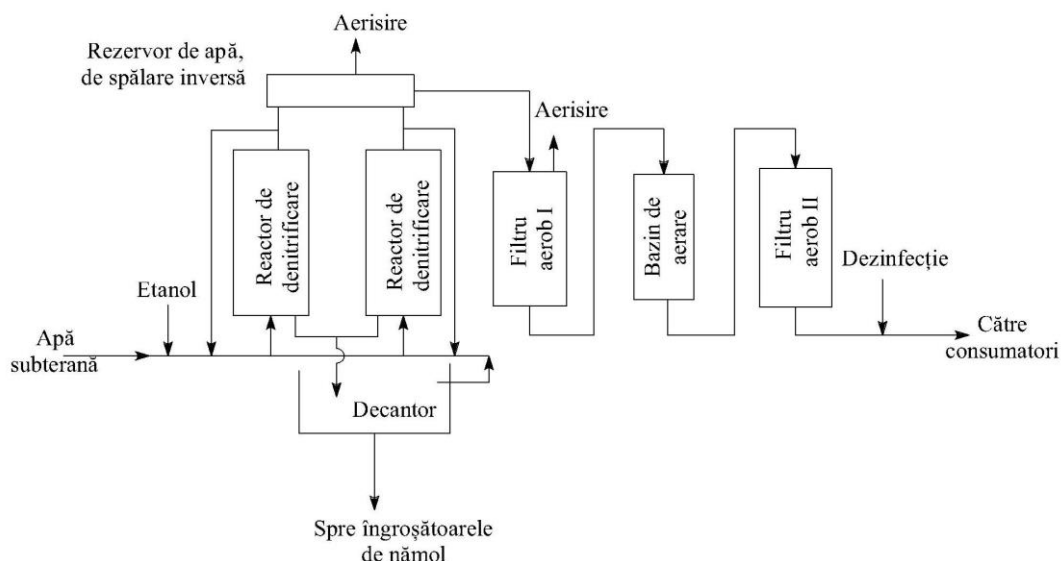 Aerisire
Rezervor de apă,
de spălare inversă
Aerisire
Reactor de
denitrificare
Reactor de
denitrificare
Filtru
aerob I
Bazin de
aerare
Filtru
aerob II
Dezinfecție
Etanol
Apă
subterană
Către
consumatori
Decantor
Spre îngroșătoarele
de nămol